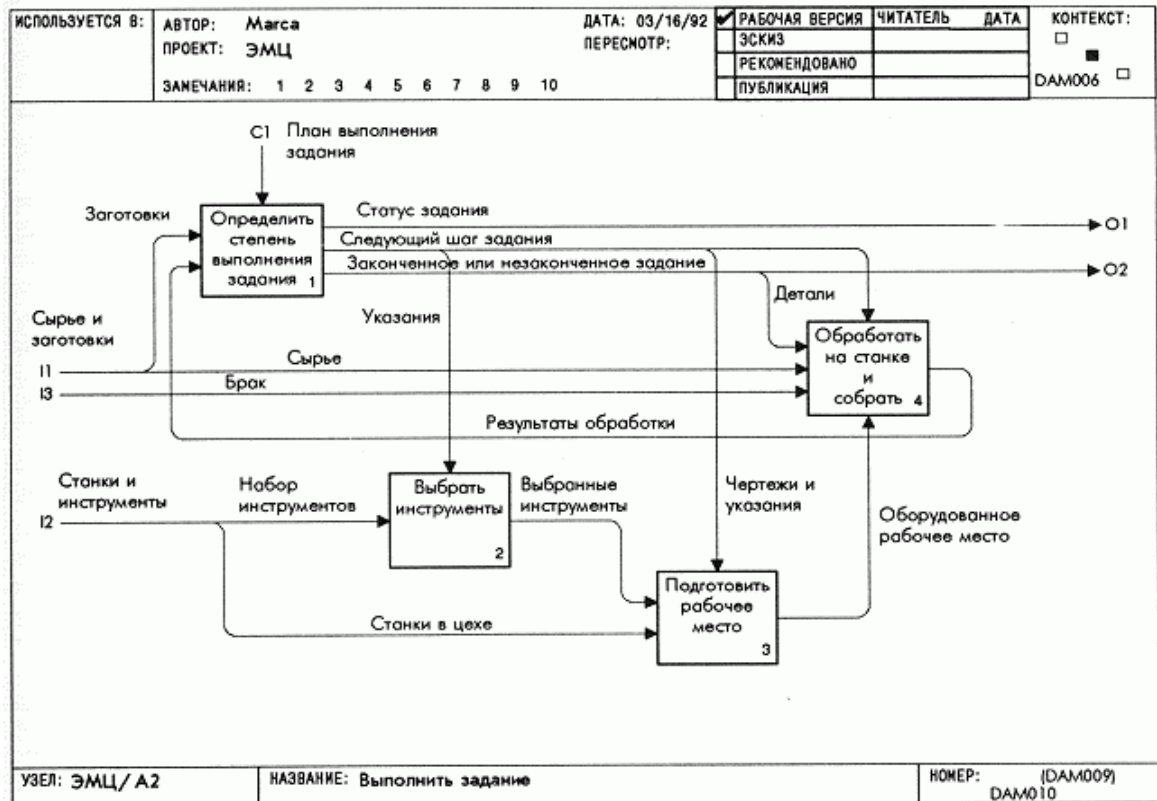 ИСПОЛЬЗУЕТСЯ В:
АВТОР: Marca
ДАТА: 03/16/92
ПРОЕКТ: ЭМЦ
ПЕРЕСМОТР:
ЗАМЕЧАНИЯ: 1 2 3 4 5 6 7 8 9 10
РАБОЧАЯ ВЕРСИЯ
ЧИТАТЕЛЬ ДАТА
ЭСКИЗ
РЕКОМЕНДОВАНО
ПУБЛИКАЦИЯ
КОНТЕКСТ:
DAM006
C1 План выполнения
задания
Заготовки
Определить
степень
выполнения
задания 1
Статус задания
O1
Следующий шаг задания
Законченное или незаконченное задание
O2
Детали
Указания
Сырье и
заготовки
I1
Сырье
I3
Брак
Обработать
на станке
и
собрать 4
Результаты обработки
Станки и
инструменты
I2
Набор
инструментов
Выбрать
инструменты
2
Выбранные
инструменты
Чертежи и
указания
Оборудованное
рабочее место
Станки в цехе
Подготовить
рабочее
место
3
УЗЕЛ: ЭМЦ/ А2
НАЗВАНИЕ: Выполнить задание
НОМЕР: (DAM009)
DAM010